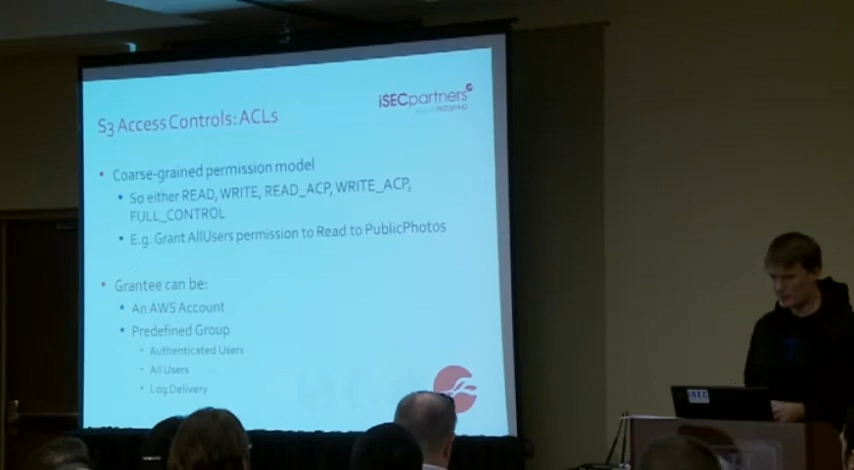 iSECpartners
S3 Access Controls: ACLs
Coarse-grained permission model
So either READ, WRITE, READ_ACP, WRITE_ACP,
FULL_CONTROL
E.g. Grant AllUsers permission to Read to PublicPhotos
Grantee can be:
An AWS Account
Predefined Group
Authenticated Users
All Users
Log Delivery
iSEC